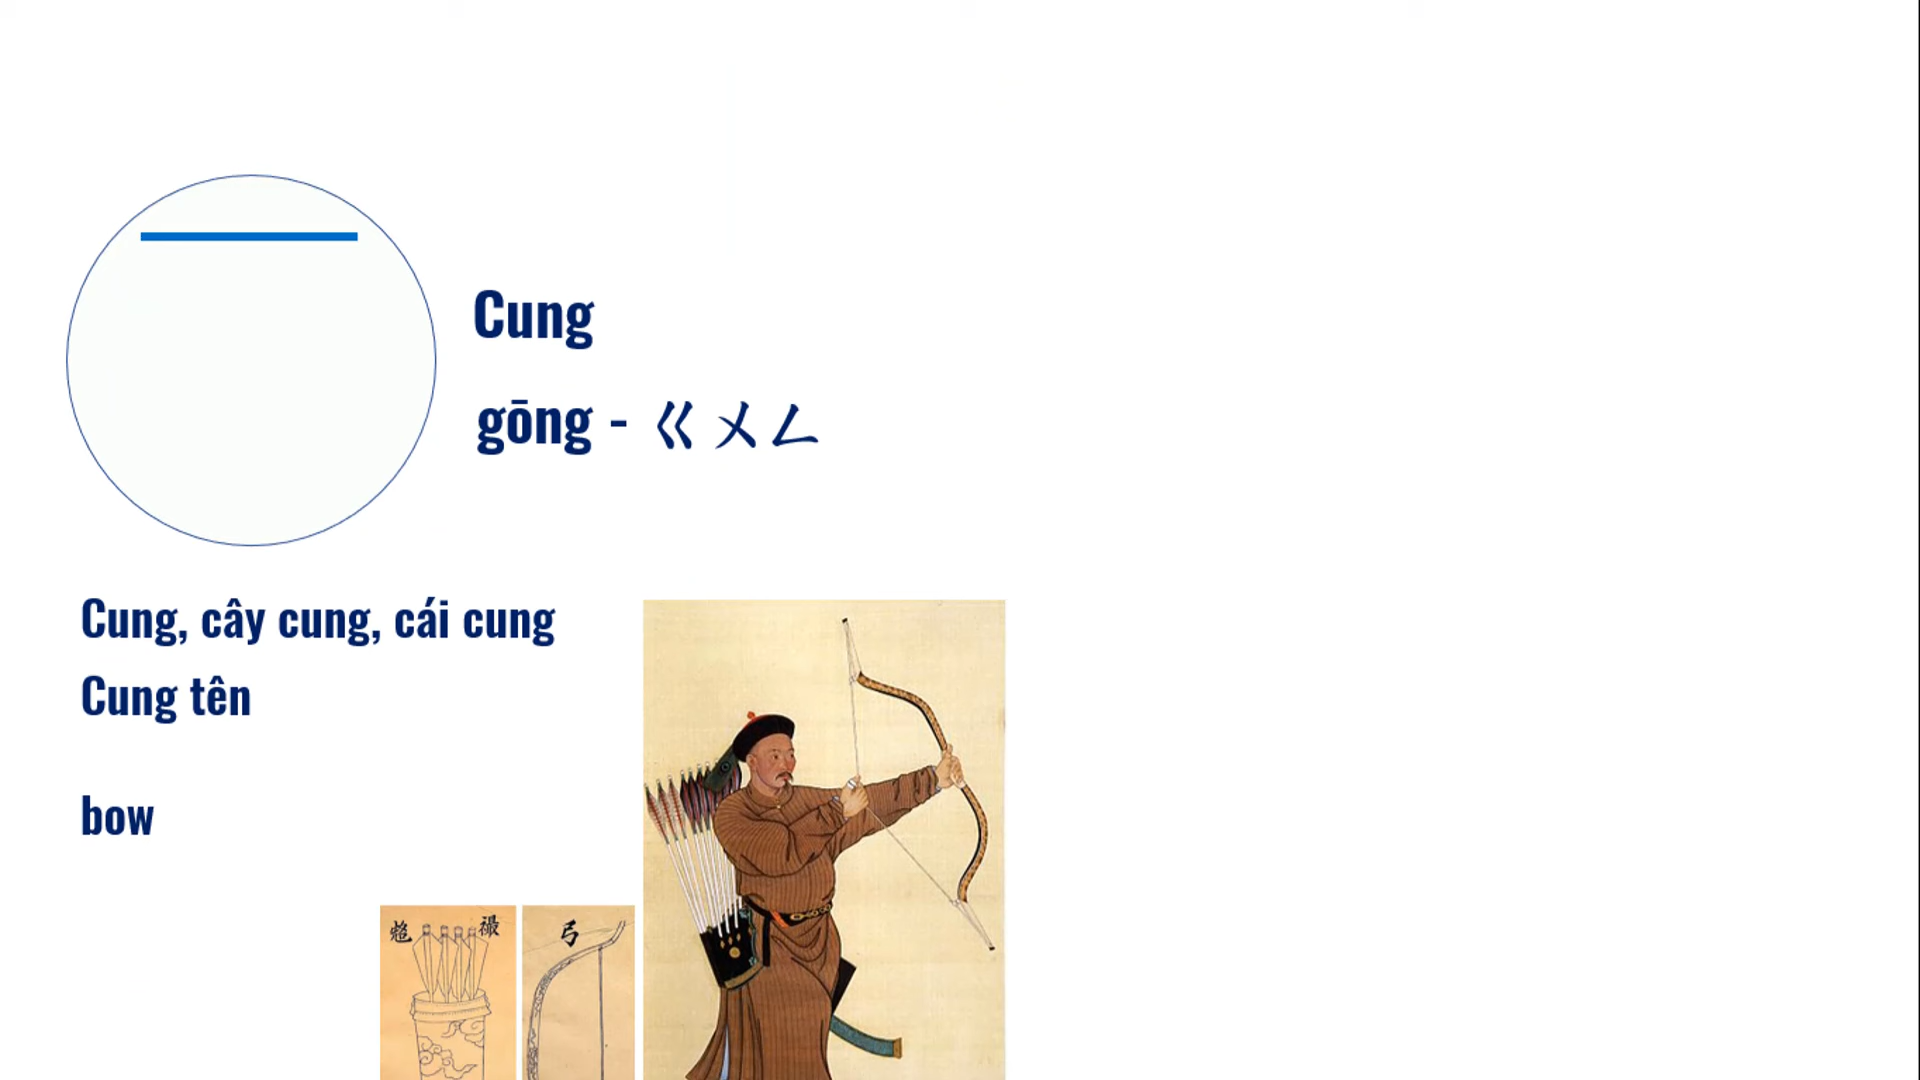 Cung
gōng - ㄍㄨㄥ
Cung, cây cung, cái cung
Cung tên
bow
弓